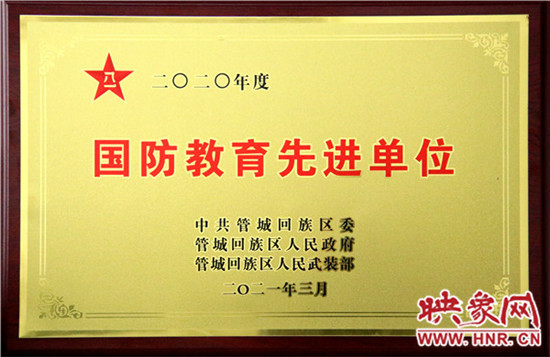 八一
二〇二〇年度
国防教育先进单位
中共管城回族区委
管城回族区人民政府
管城回族区人民武装部
二〇二一年三月
映象网
WWW.HNR.CN